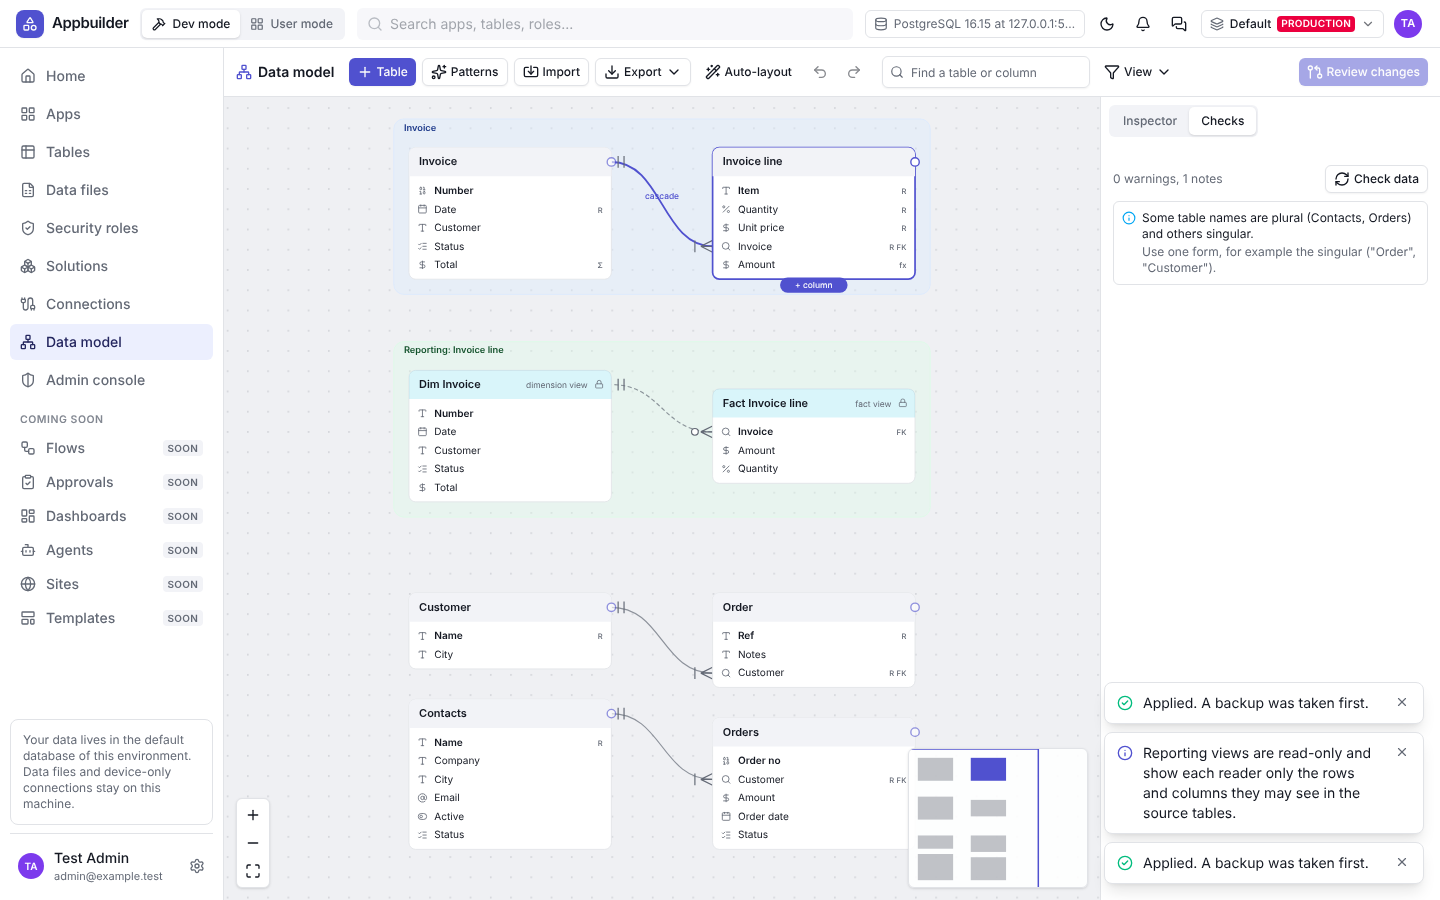 Appbuilder
Dev mode
User mode
Search apps, tables, roles...
PostgreSQL 16.15 at 127.0.0.1:5...
Default
PRODUCTION
TA
Home
Apps
Tables
Data files
Security roles
Solutions
Connections
Data model
Admin console
COMING SOON
Flows SOON
Approvals SOON
Dashboards SOON
Agents SOON
Sites SOON
Templates SOON
Your data lives in the default
database of this environment.
Data files and device-only
connections stay on this
machine.
TA
Test Admin
admin@example.test
Data model
Table
Patterns
Import
Export
Auto-layout
Find a table or column
View
Review changes
Invoice
Invoice
Number
Date R
Customer
Status
Total Σ
cascade
Invoice line
Item R
Quantity R
Unit price R
Invoice R FK
Amount fx
+ column
Reporting: Invoice line
Dim Invoice dimension view
Number
Date
Customer
Status
Total
Fact Invoice line fact view
Invoice FK
Amount
Quantity
Customer
Name R
City
Order
Ref R
Notes
Customer R FK
Contacts
Name R
Company
City
Email
Active
Status
Orders
Order no
Customer R FK
Amount
Order date
Status
Inspector
Checks
0 warnings, 1 notes
Check data
Some table names are plural (Contacts, Orders)
and others singular.
Use one form, for example the singular ("Order",
"Customer").
Applied. A backup was taken first.
Reporting views are read-only and
show each reader only the rows
and columns they may see in the
source tables.
Applied. A backup was taken first.